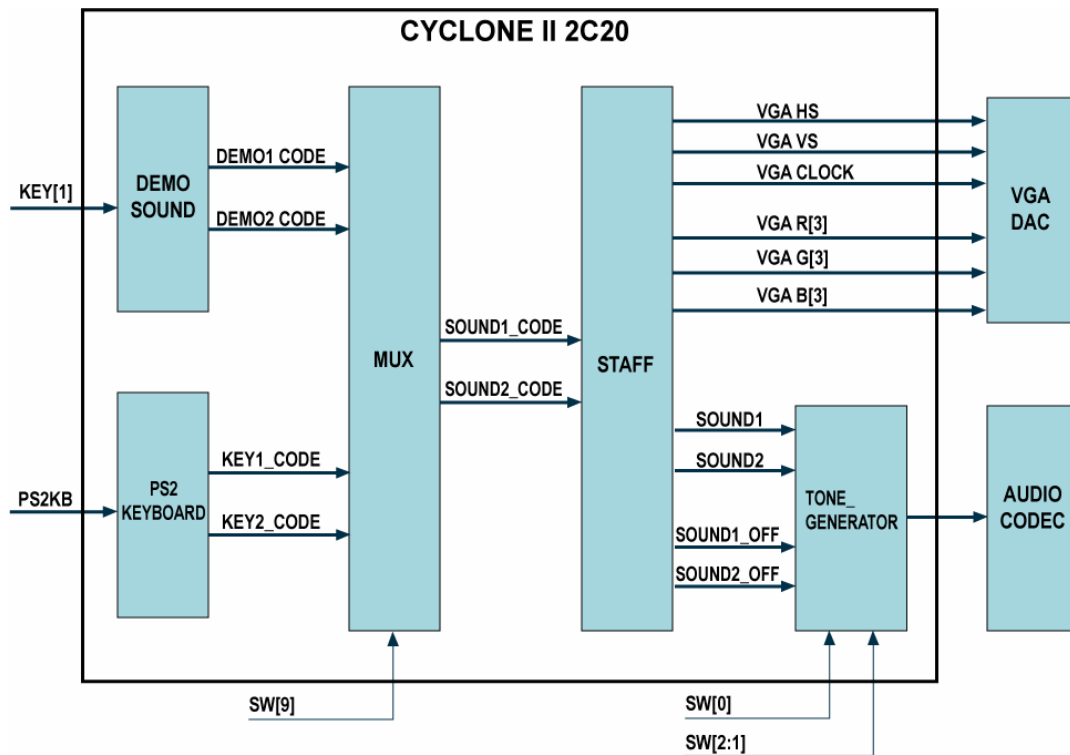 CYCLONE II 2C20
KEY[1]
DEMO
SOUND
DEMO1 CODE
DEMO2 CODE
PS2KB
PS2
KEYBOARD
KEY1_CODE
KEY2_CODE
MUX
SOUND1_CODE
SOUND2_CODE
STAFF
VGA HS
VGA VS
VGA CLOCK
VGA R[3]
VGA G[3]
VGA B[3]
VGA
DAC
SOUND1
SOUND2
SOUND1_OFF
SOUND2_OFF
TONE_
GENERATOR
AUDIO
CODEC
SW[9]
SW[0]
SW[2:1]